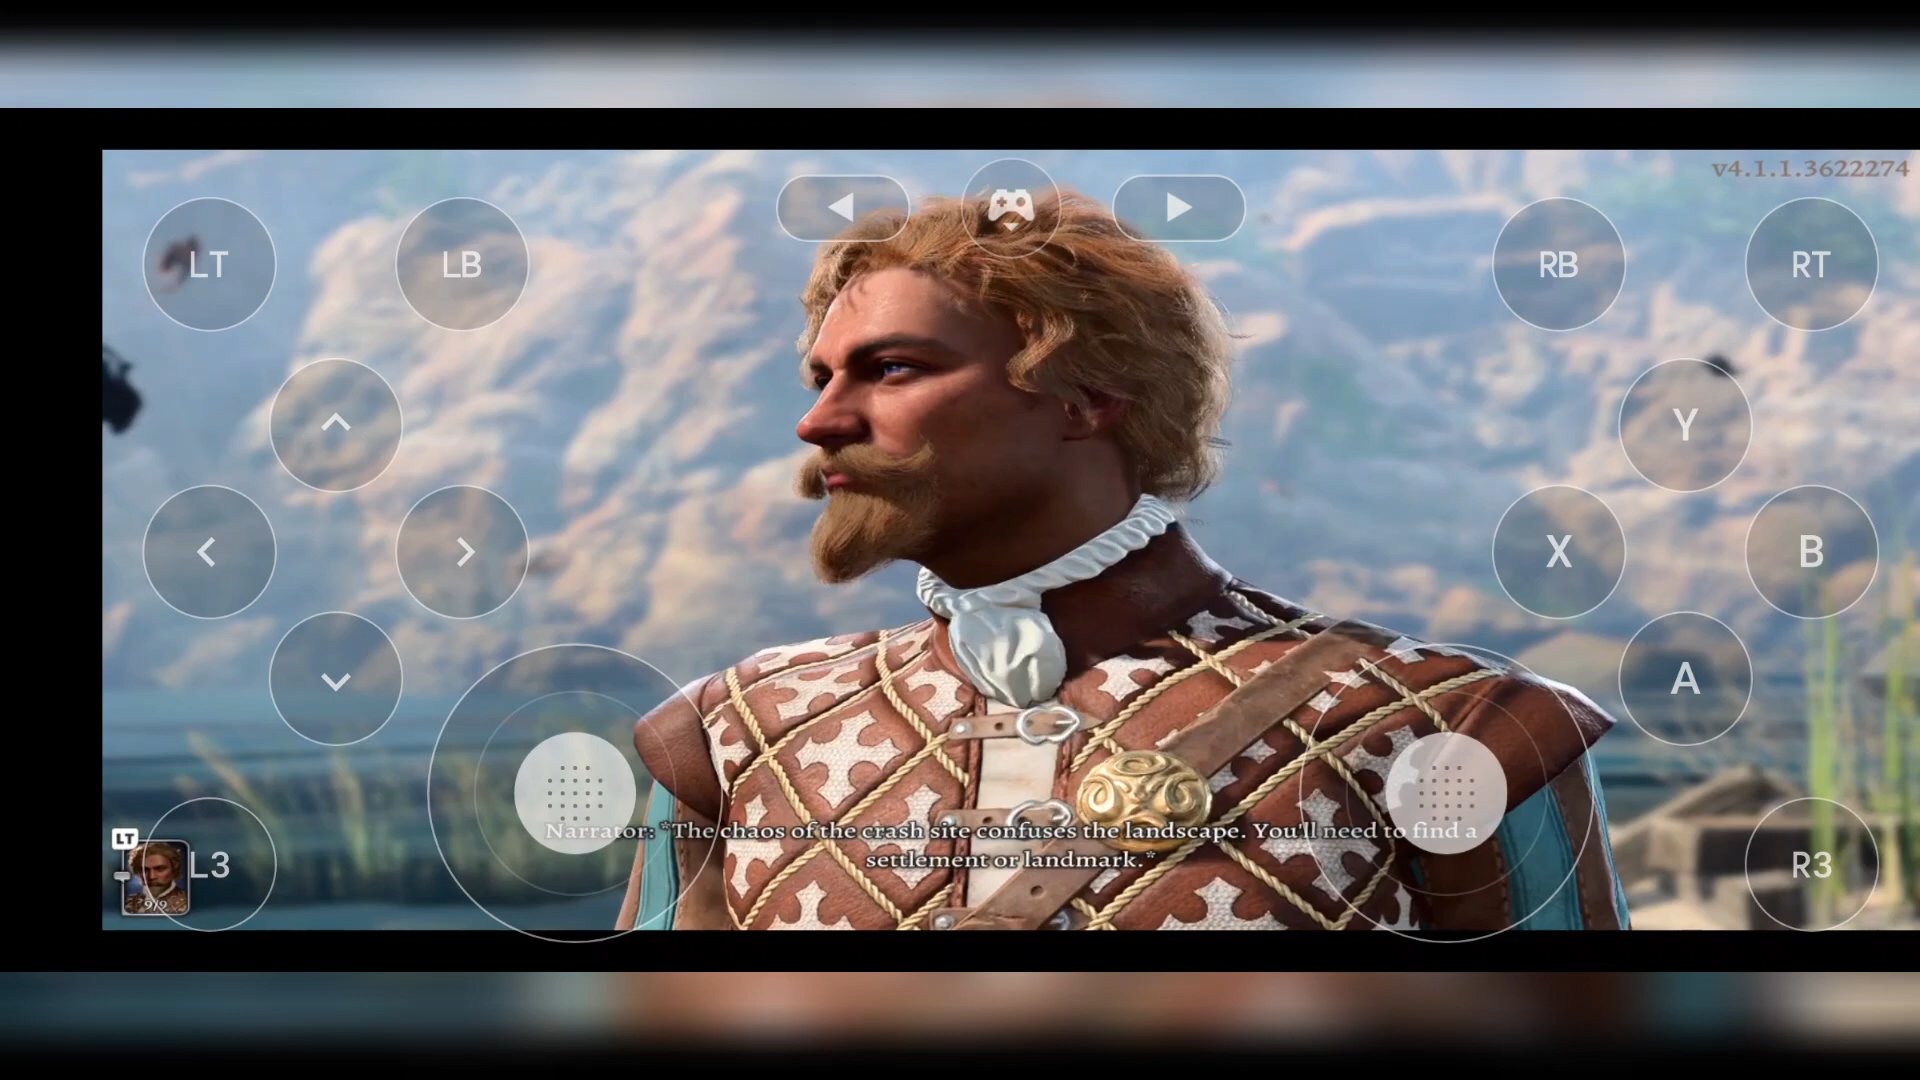 v4.1.1.3622274
LT
LB
RB
RT
Y
X
B
A
Narrator: *The chaos of the crash site confuses the landscape. You'll need to find a
settlement or landmark.*
LT
L3
9/9
R3